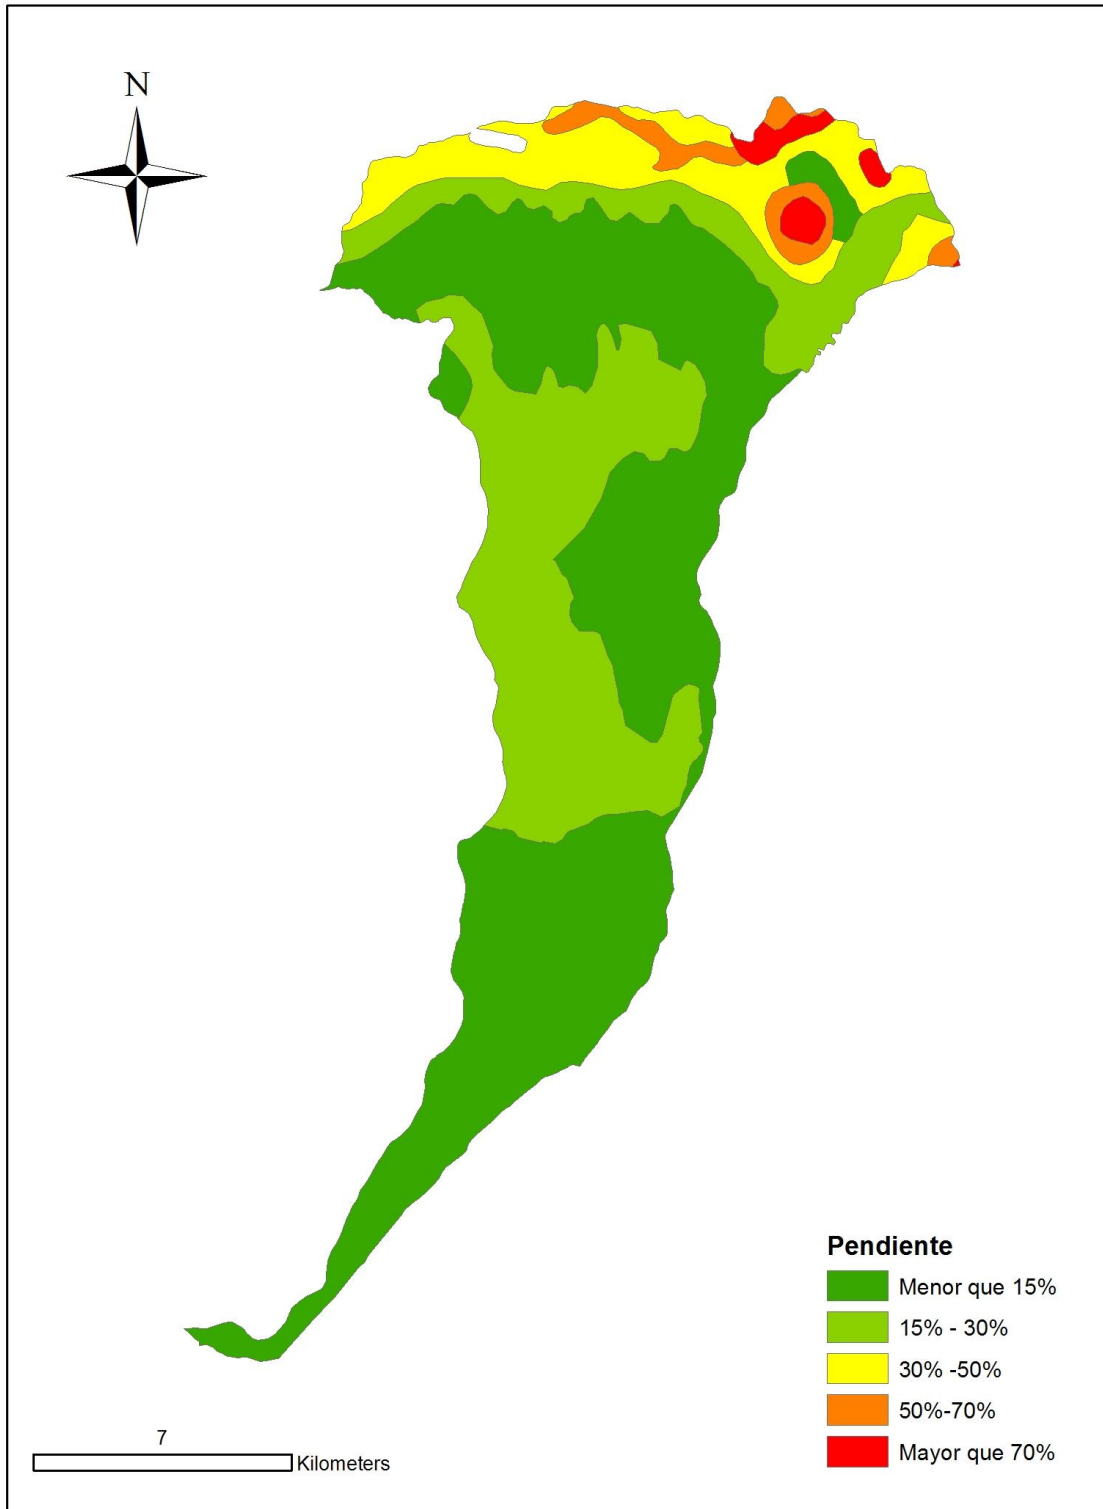 N
Pendiente
Menor que 15%
15% - 30%
30% -50%
50%-70%
Mayor que 70%
7
Kilometers